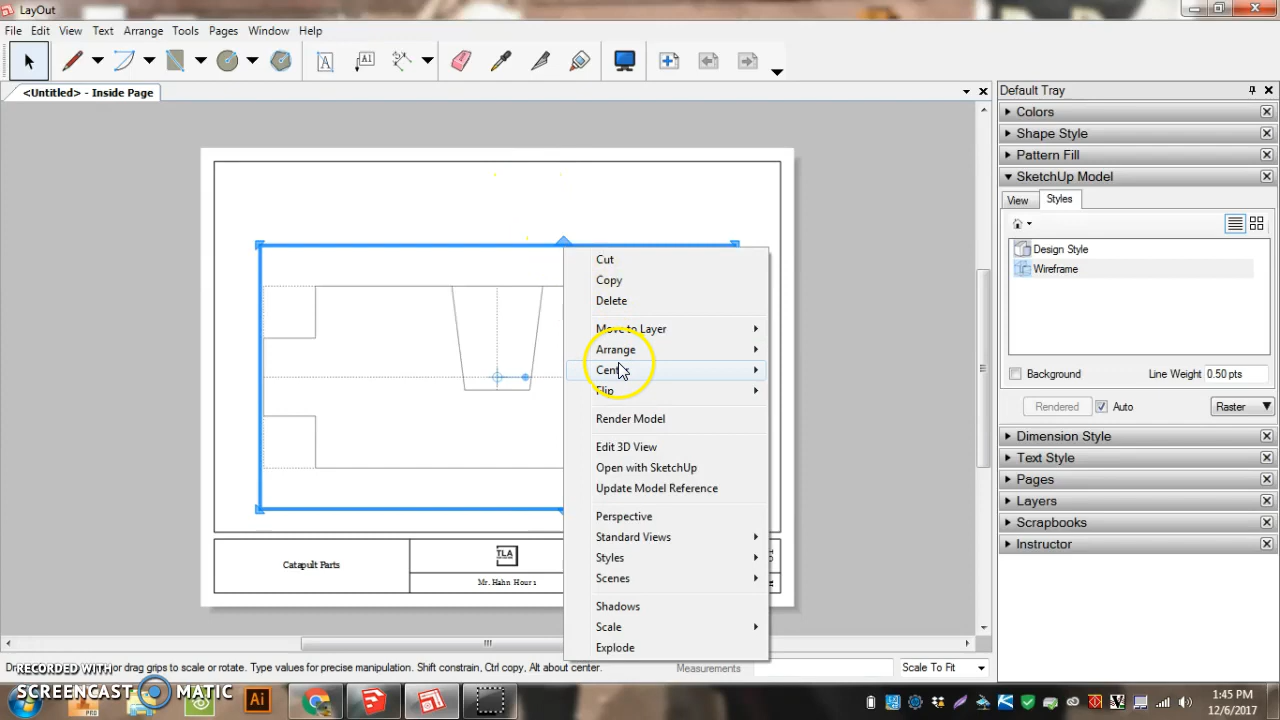 LayOut
File Edit View Text Arrange Tools Pages Window Help
A A1
<Untitled> - Inside Page
Default Tray
Colors
Shape Style
Pattern Fill
SketchUp Model
View Styles
Design Style
Wireframe
Background Line Weight 0.50 pts
Rendered Auto Raster
Dimension Style
Text Style
Pages
Layers
Scrapbooks
Instructor
Cut
Copy
Delete
Move to Layer
Arrange
Center
Flip
Render Model
Edit 3D View
Open with SketchUp
Update Model Reference
Perspective
Standard Views
Styles
Scenes
Shadows
Scale
Explode
Catapult Parts
TLA
Mr. Hahn Hour 1
or drag grips to scale or rotate. Type values for precise manipulation. Shift constrain, Ctrl copy, Alt about center.
Measurements
Scale To Fit
RECORDED WITH
SCREENCAST MATIC
Ai
1:45 PM
12/6/2017